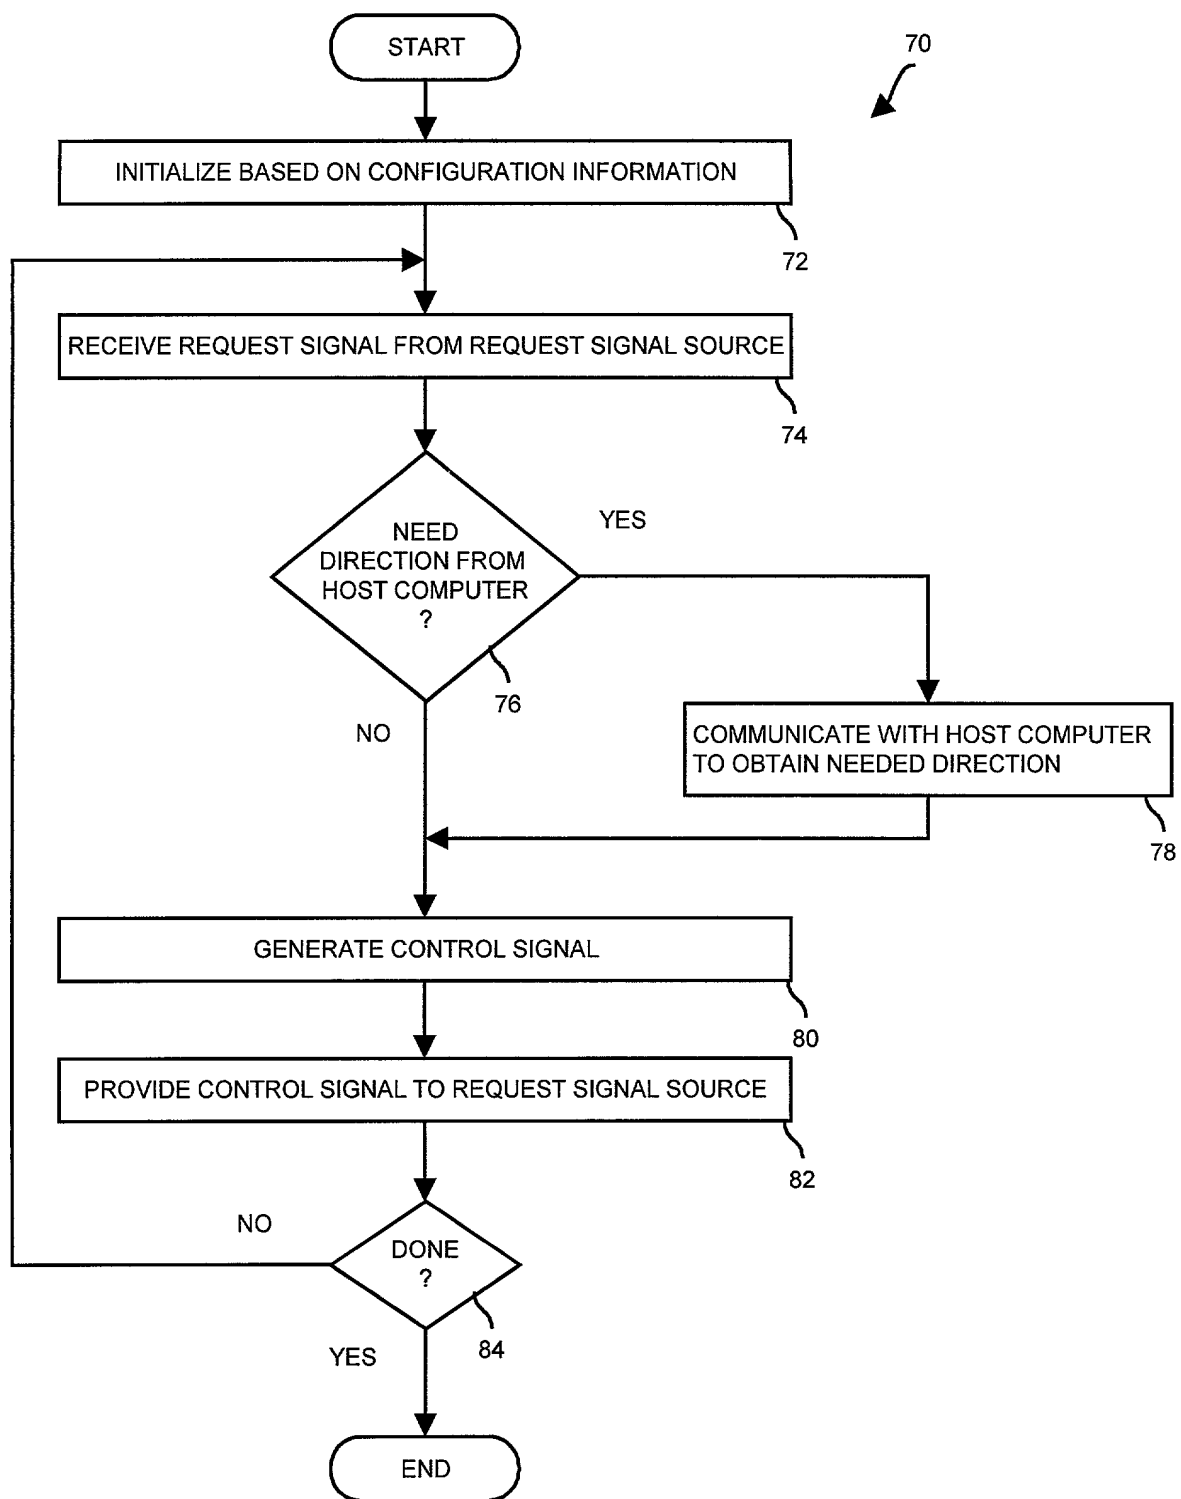 START
70
INITIALIZE BASED ON CONFIGURATION INFORMATION
72
RECEIVE REQUEST SIGNAL FROM REQUEST SIGNAL SOURCE
74
NEED
DIRECTION FROM
HOST COMPUTER
?
YES
76
NO
COMMUNICATE WITH HOST COMPUTER
TO OBTAIN NEEDED DIRECTION
78
GENERATE CONTROL SIGNAL
80
PROVIDE CONTROL SIGNAL TO REQUEST SIGNAL SOURCE
82
NO
DONE
?
84
YES
END